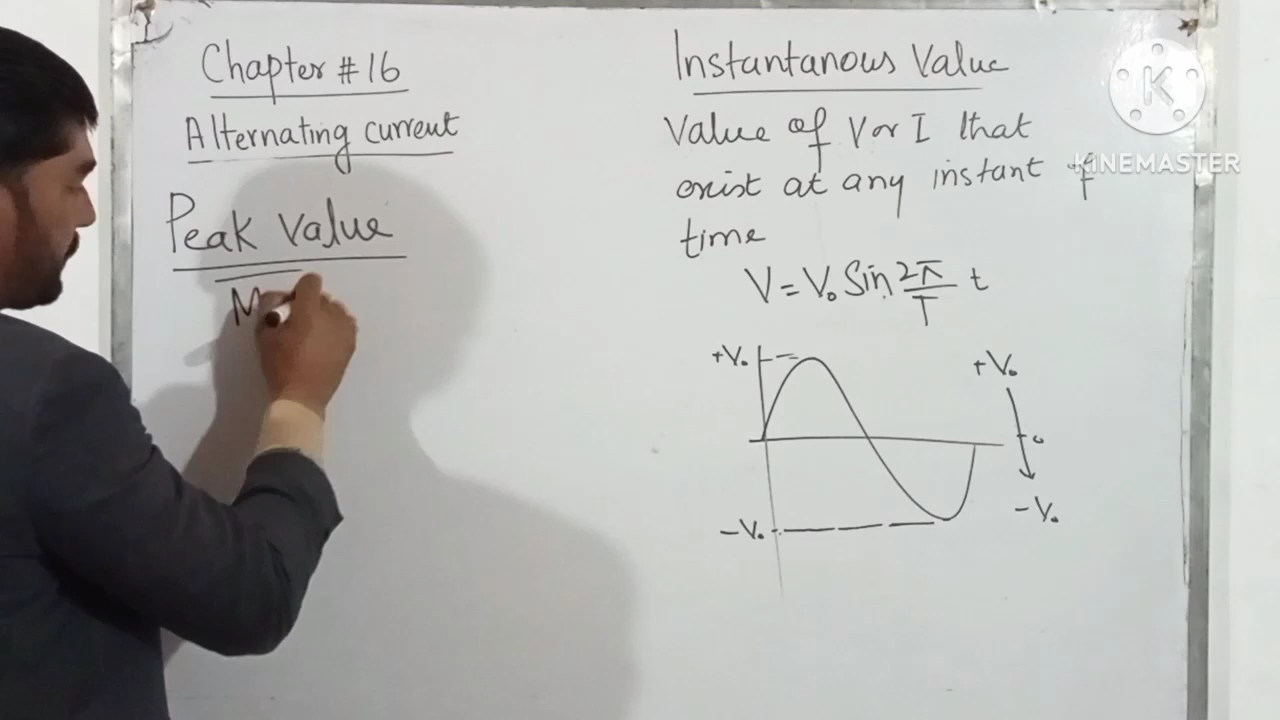 Chapter # 16
Alternating current
Peak Value
M
Instantanous Value
Value of V or I that
exist at any instant of
time
V = V₀ Sin 2π/T t
+V₀
-V₀
+V₀
0
-V₀
K
KINEMASTER